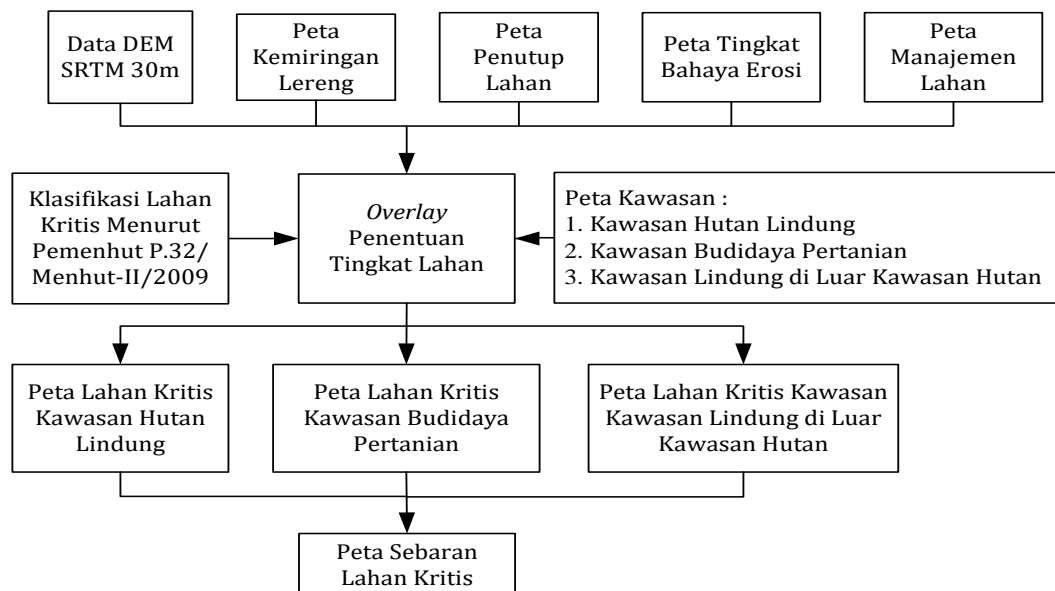 Data DEM
SRTM 30m
Peta
Kemiringan
Lereng
Peta
Penutup
Lahan
Peta Tingkat
Bahaya Erosi
Peta
Manajemen
Lahan
Klasifikasi Lahan
Kritis Menurut
Pemenhut P.32/
Menhut-II/2009
Overlay
Penentuan
Tingkat Lahan
Peta Kawasan :
1. Kawasan Hutan Lindung
2. Kawasan Budidaya Pertanian
3. Kawasan Lindung di Luar Kawasan Hutan
Peta Lahan Kritis
Kawasan Hutan
Lindung
Peta Lahan Kritis
Kawasan Budidaya
Pertanian
Peta Lahan Kritis Kawasan
Kawasan Lindung di Luar
Kawasan Hutan
Peta Sebaran
Lahan Kritis